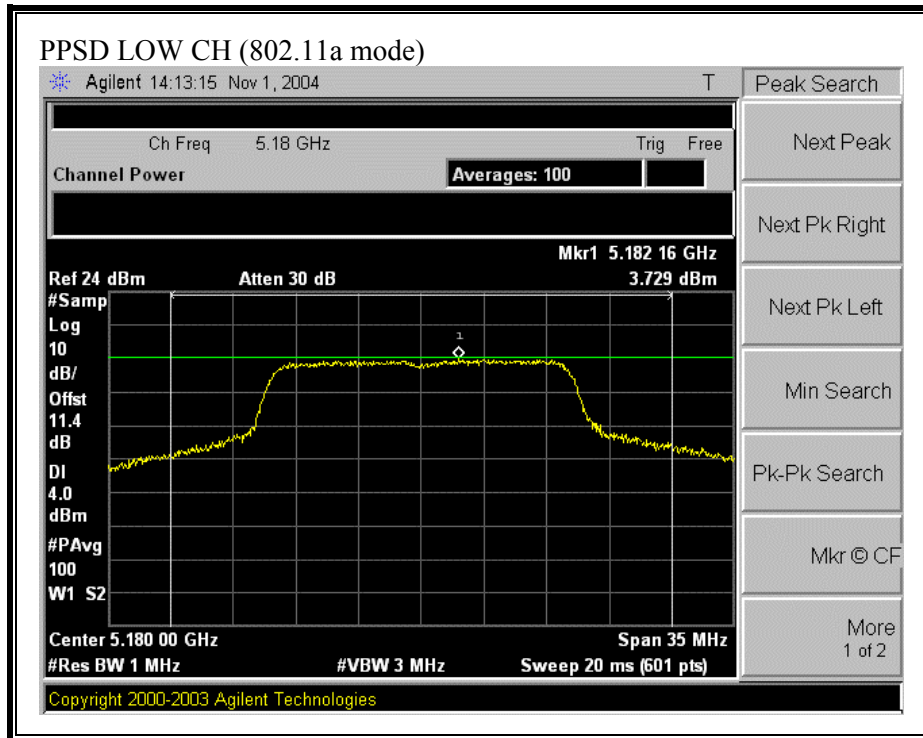 PPSD LOW CH (802.11a mode)
Agilent 14:13:15 Nov 1, 2004 T
Peak Search
Ch Freq 5.18 GHz Trig Free
Channel Power Averages: 100
Mkr1 5.182 16 GHz
Ref 24 dBm Atten 30 dB 3.729 dBm
#Samp
Log
10
dB/
Offst
11.4
dB
DI
4.0
dBm
#PAvg
100
W1 S2
1
Center 5.180 00 GHz Span 35 MHz
#Res BW 1 MHz #VBW 3 MHz Sweep 20 ms (601 pts)
Copyright 2000-2003 Agilent Technologies
Next Peak
Next Pk Right
Next Pk Left
Min Search
Pk-Pk Search
Mkr © CF
More
1 of 2